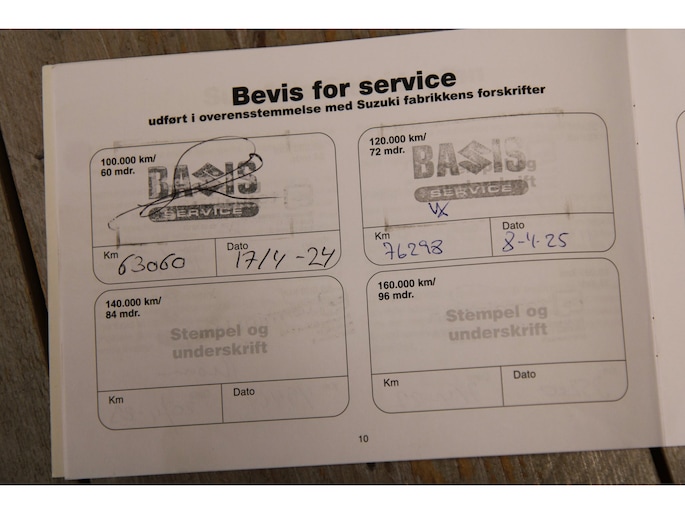 Bevis for service
udført i overensstemmelse med Suzuki fabrikkens forskrifter
100.000 km/
60 mdr.
BASIS
SERVICE
Km
63060
Dato
17/4-24
120.000 km/
72 mdr.
BASIS
SERVICE
Km
76298
Dato
8-4-25
140.000 km/
84 mdr.
Stempel og
underskrift
Km
Dato
160.000 km/
96 mdr.
Stempel og
underskrift
Km
Dato
10